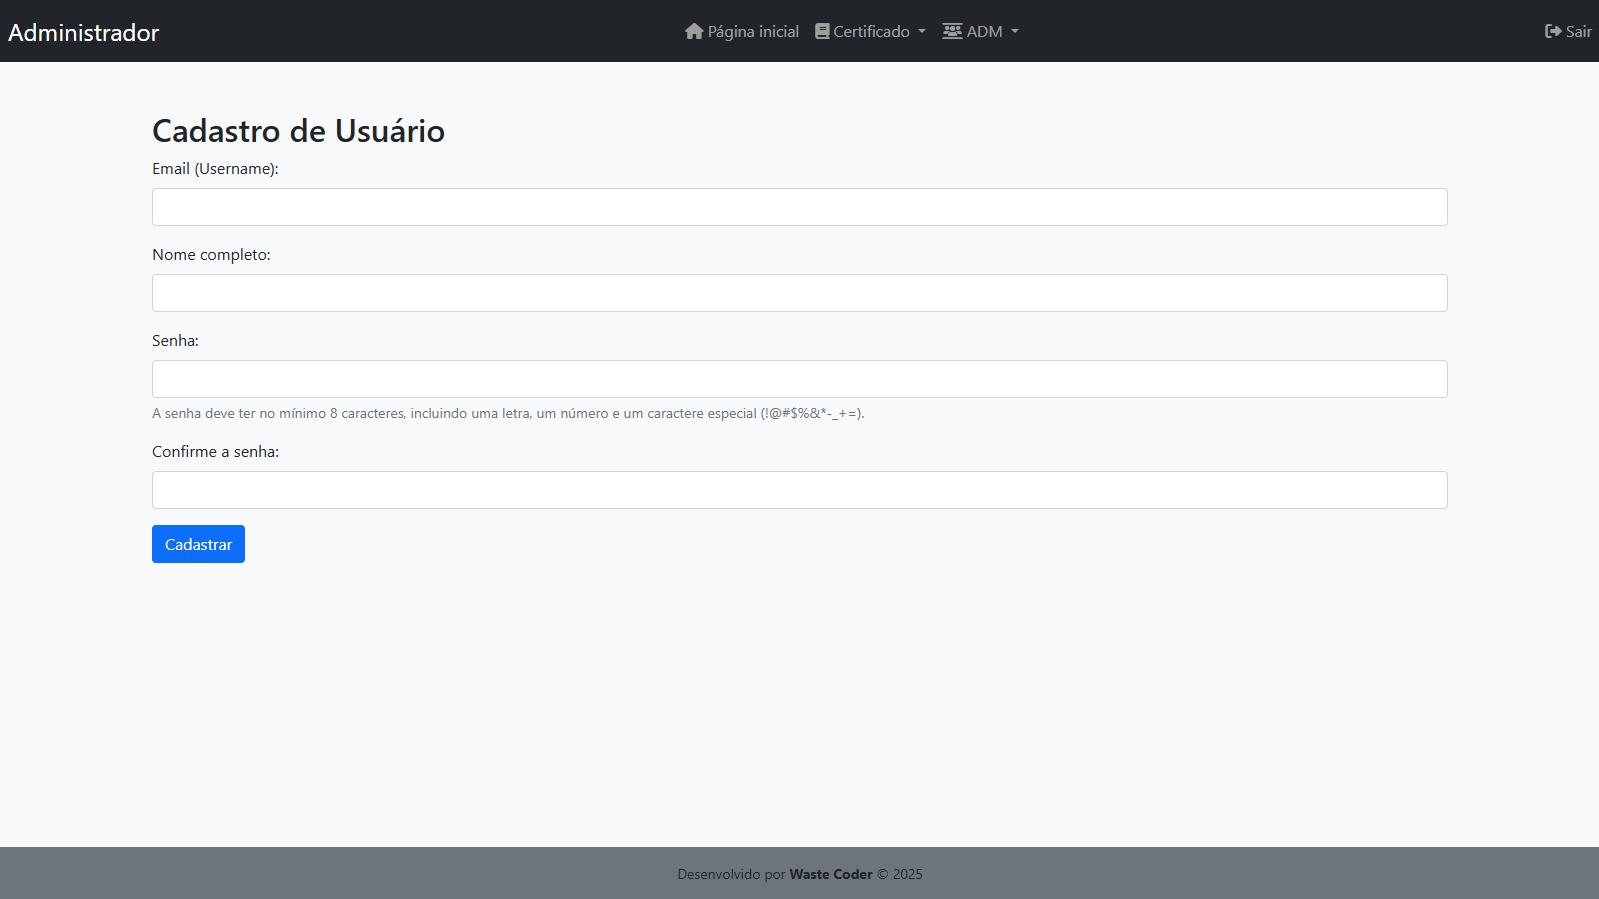 Administrador
Página inicial
Certificado
ADM
Sair
Cadastro de Usuário
Email (Username):
Nome completo:
Senha:
A senha deve ter no mínimo 8 caracteres, incluindo uma letra, um número e um caractere especial (!@#$%&*-_+=).
Confirme a senha:
Cadastrar
Desenvolvido por Waste Coder © 2025